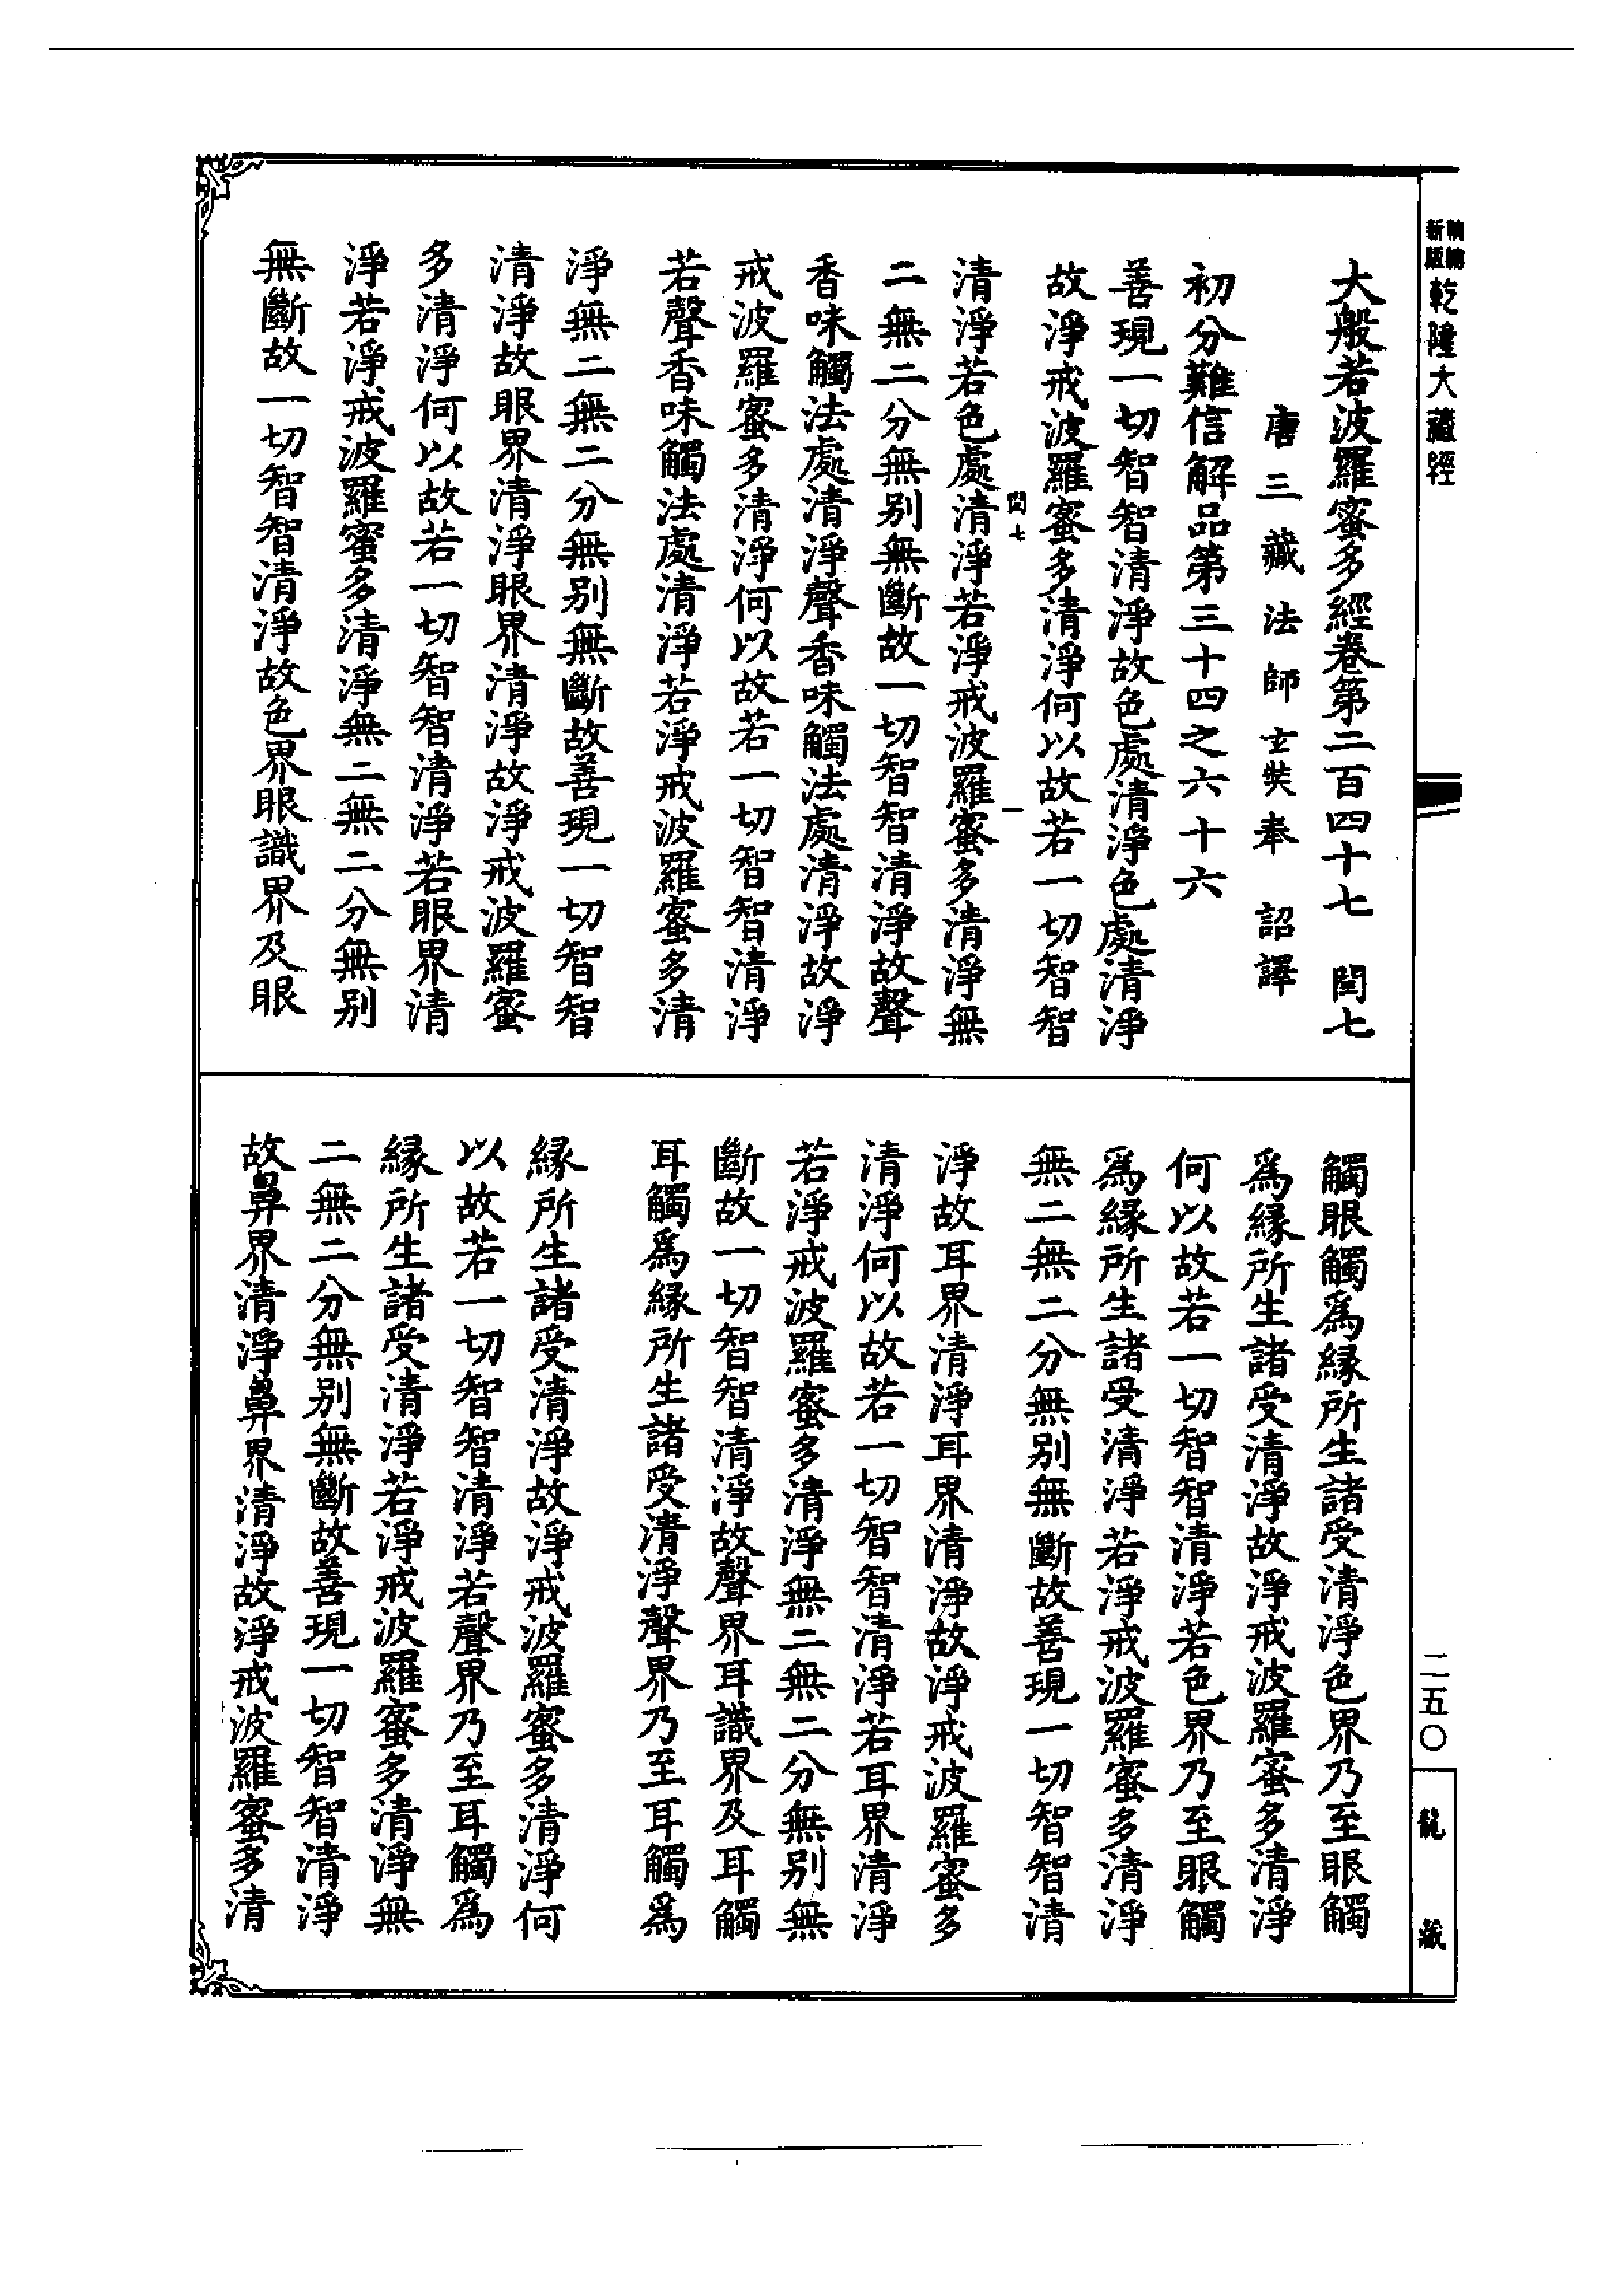 乾隆大藏經
大般若波羅蜜多經卷第二百四十七　閏七
唐三藏法師玄奘奉　詔譯
初分難信解品第三十四之六十六
善現一切智智清淨故色處清淨色處清淨
故淨戒波羅蜜多清淨何以故若一切智智
閏七　一
清淨若色處清淨若淨戒波羅蜜多清淨無
二無二分無別無斷故一切智智清淨故聲
香味觸法處清淨聲香味觸法處清淨故淨
戒波羅蜜多清淨何以故若一切智智清淨
若聲香味觸法處清淨若淨戒波羅蜜多清
淨無二無二分無別無斷故善現一切智智
清淨故眼界清淨眼界清淨故淨戒波羅蜜
多清淨何以故若一切智智清淨若眼界清
淨若淨戒波羅蜜多清淨無二無二分無別
無斷故一切智智清淨故色界眼識界及眼
觸眼觸爲緣所生諸受清淨色界乃至眼觸
爲緣所生諸受清淨故淨戒波羅蜜多清淨
何以故若一切智智清淨若色界乃至眼觸
爲緣所生諸受清淨若淨戒波羅蜜多清淨
無二無二分無別無斷故善現一切智智清
淨故耳界清淨耳界清淨故淨戒波羅蜜多
清淨何以故若一切智智清淨若耳界清淨
若淨戒波羅蜜多清淨無二無二分無別無
斷故一切智智清淨故聲界耳識界及耳觸
耳觸爲緣所生諸受清淨聲界乃至耳觸爲
緣所生諸受清淨故淨戒波羅蜜多清淨何
以故若一切智智清淨若聲界乃至耳觸爲
緣所生諸受清淨若淨戒波羅蜜多清淨無
二無二分無別無斷故善現一切智智清淨
故鼻界清淨鼻界清淨故淨戒波羅蜜多清
二五〇
龍藏